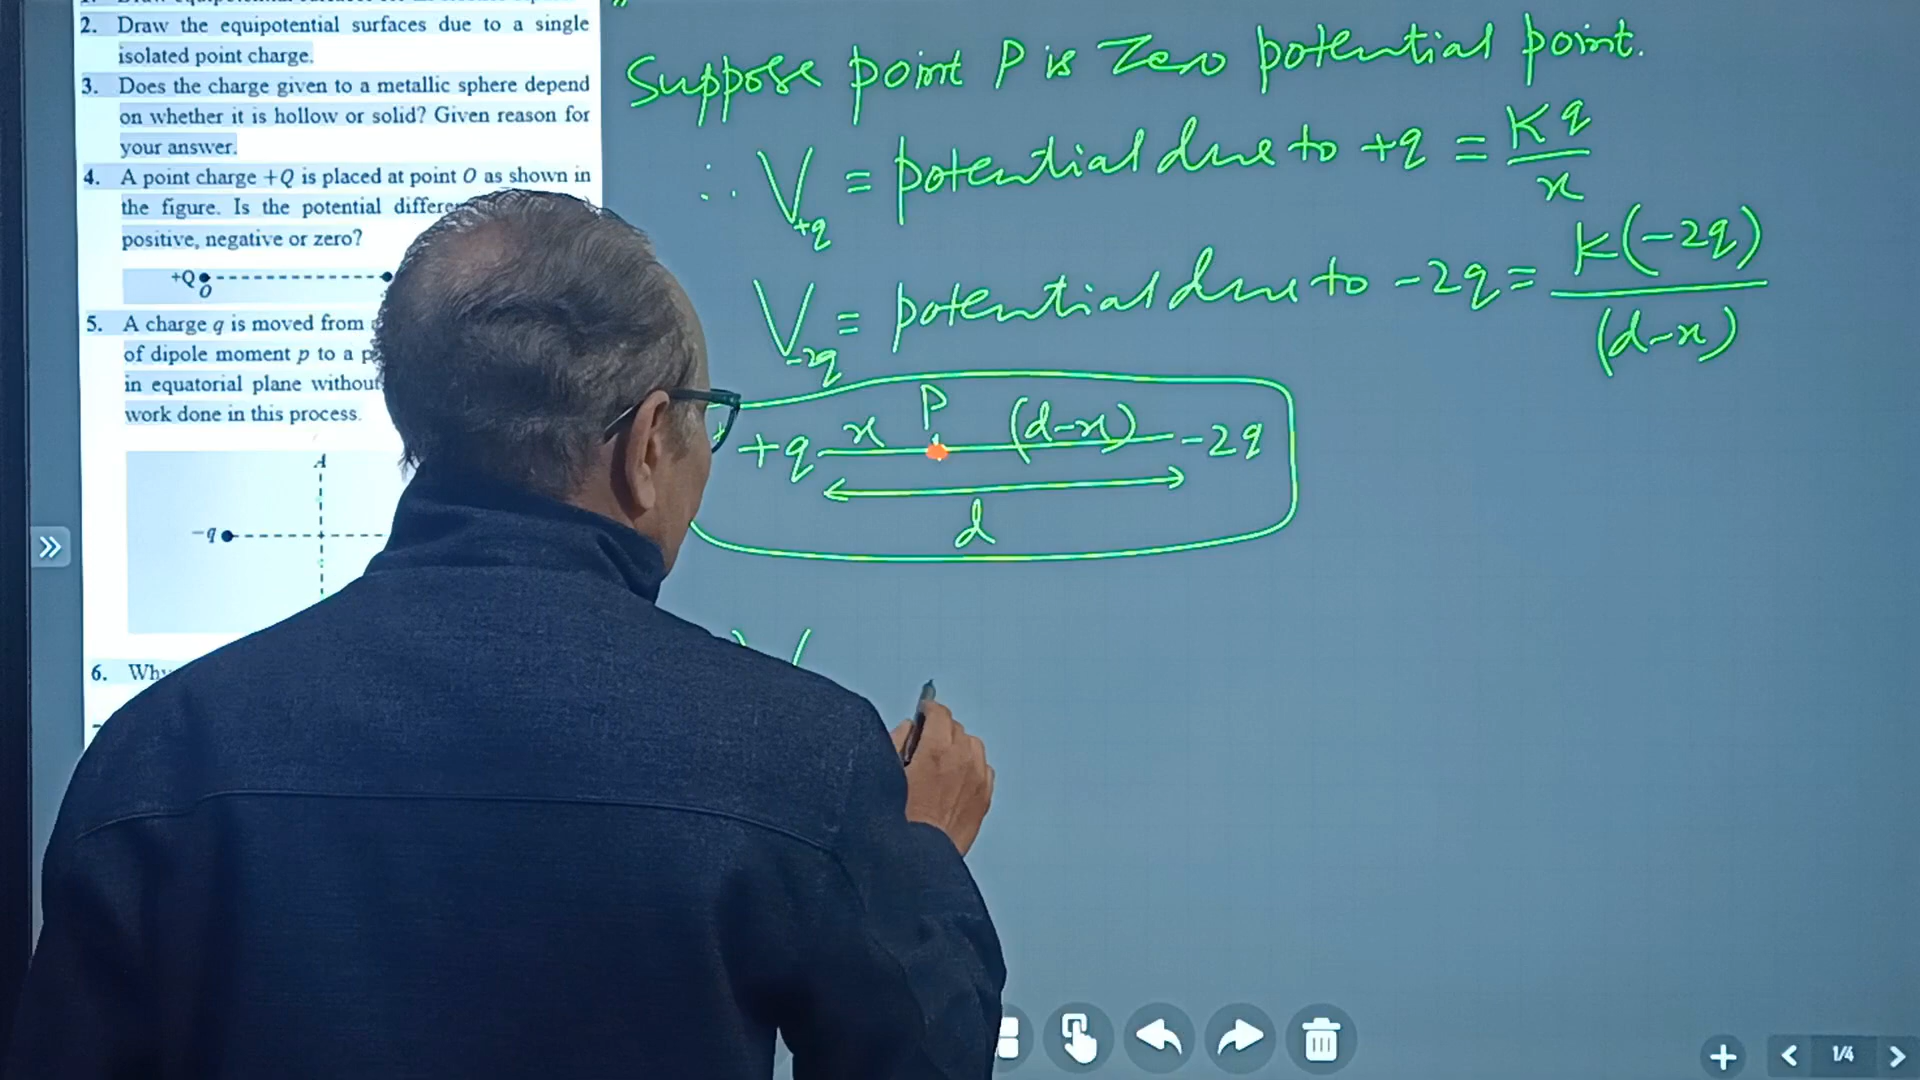 2. Draw the equipotential surfaces due to a single
isolated point charge.
3. Does the charge given to a metallic sphere depend
on whether it is hollow or solid? Given reason for
your answer.
4. A point charge +Q is placed at point O as shown in
the figure. Is the potential
positive, negative or zero?
+Q
O
5. A charge q is moved from
of dipole moment p to a
in equatorial plane without
work done in this process.
A
-q
6.
Suppose point P is Zero potential point.
∴ V+q = potential due to +q = Kq/x
V-2q = potential due to -2q = K(-2q)/(d-x)
+q x P (d-x) -2q
d
1/4